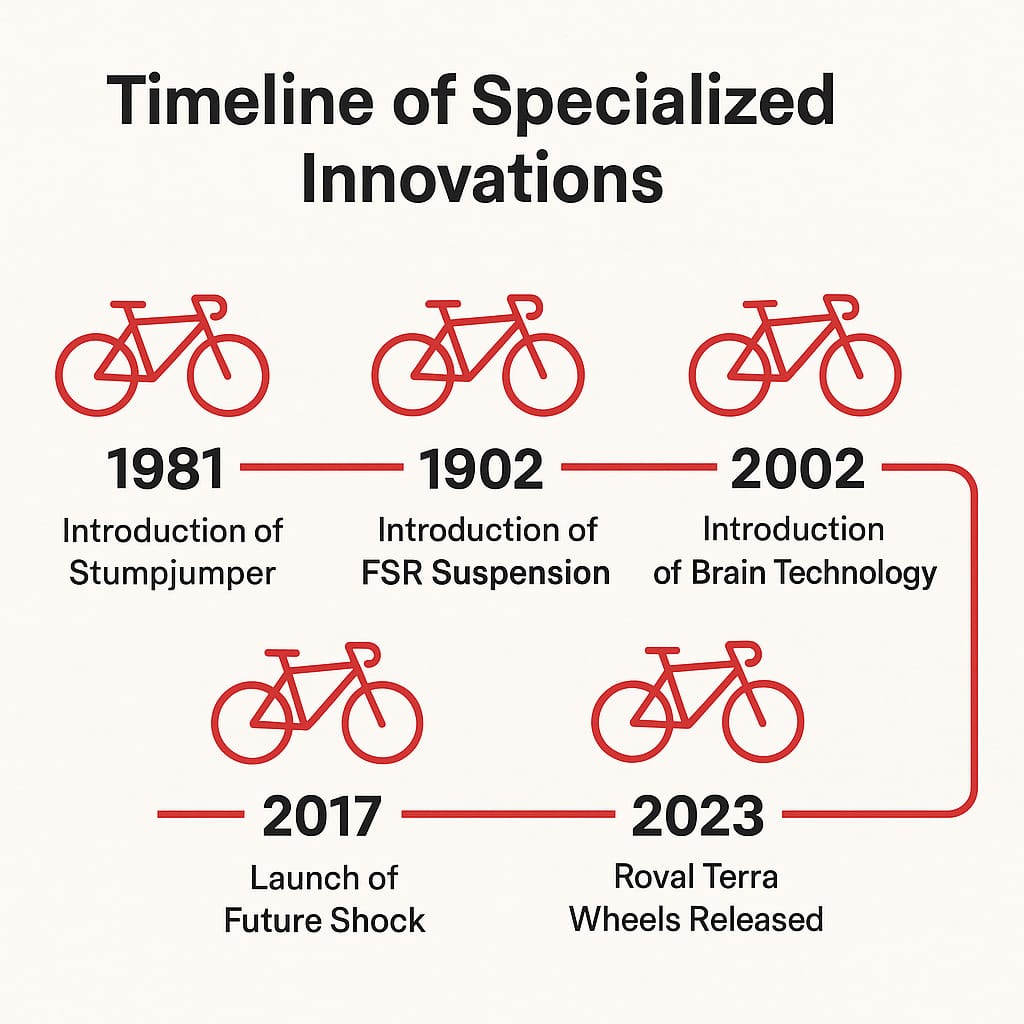 Timeline of Specialized
Innovations
1981
Introduction of
Stumpjumper
1902
Introduction of
FSR Suspension
2002
Introduction
of Brain Technology
2017
Launch of
Future Shock
2023
Roval Terra
Wheels Released